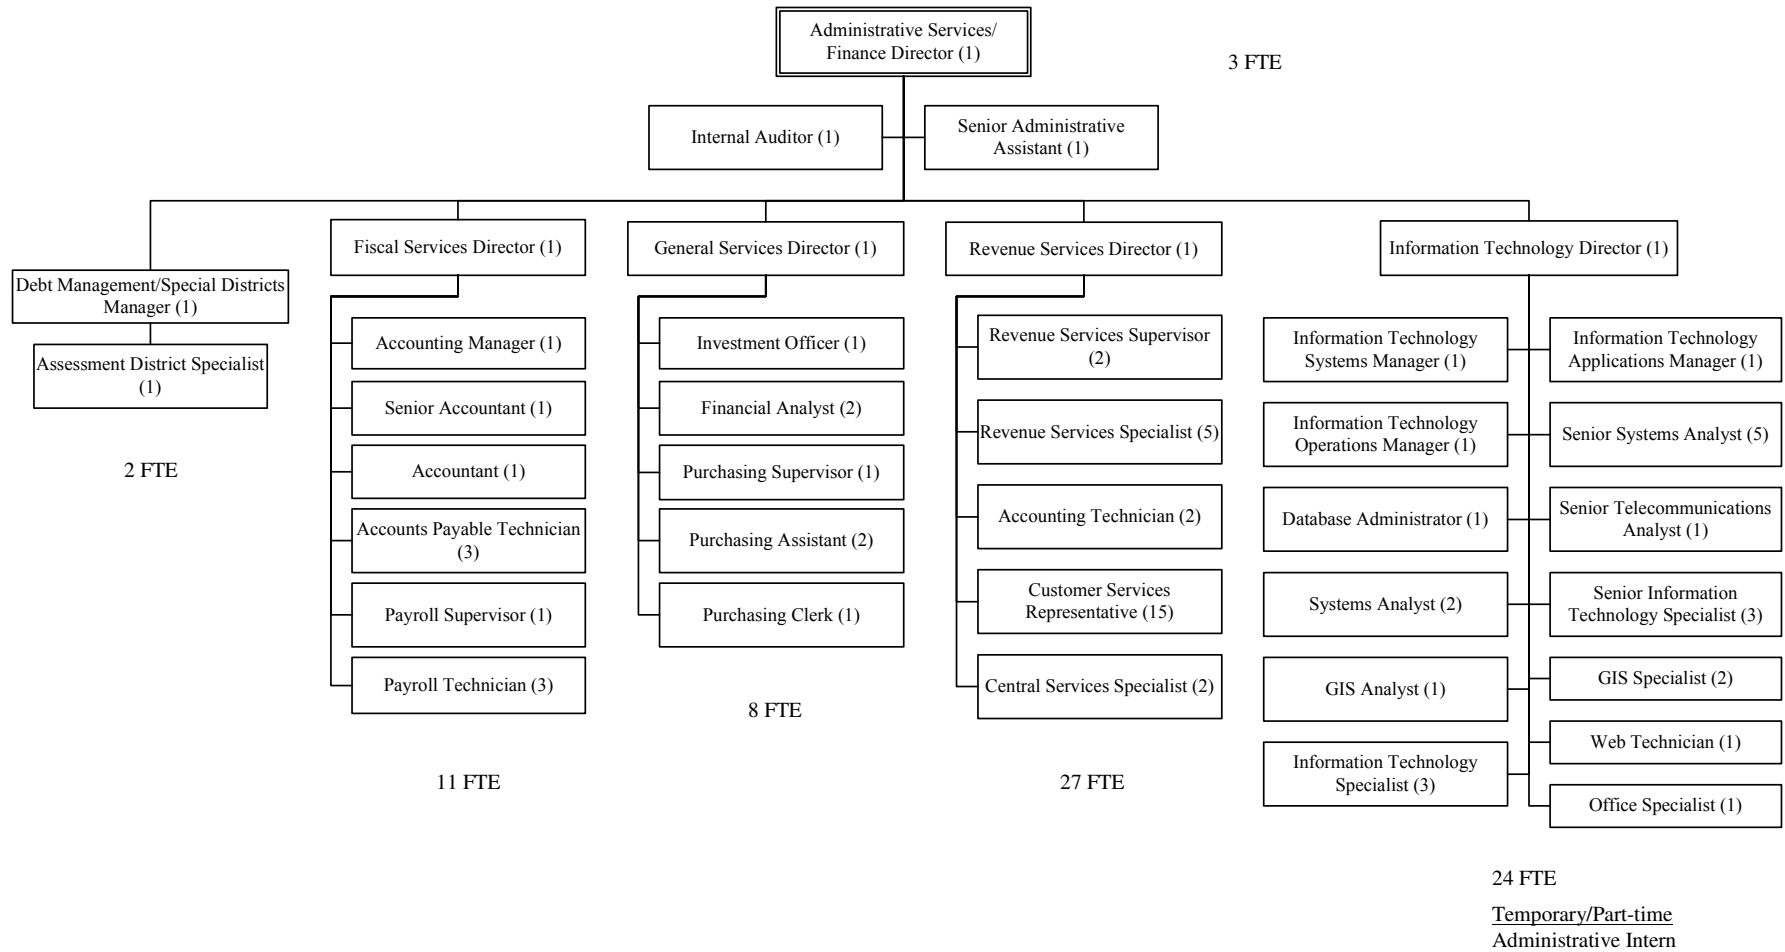 Administrative Services/
Finance Director (1)
3 FTE
Internal Auditor (1)
Senior Administrative
Assistant (1)
Debt Management/Special Districts
Manager (1)
Assessment District Specialist
(1)
2 FTE
Fiscal Services Director (1)
Accounting Manager (1)
Senior Accountant (1)
Accountant (1)
Accounts Payable Technician
(3)
Payroll Supervisor (1)
Payroll Technician (3)
11 FTE
General Services Director (1)
Investment Officer (1)
Financial Analyst (2)
Purchasing Supervisor (1)
Purchasing Assistant (2)
Purchasing Clerk (1)
8 FTE
Revenue Services Director (1)
Revenue Services Supervisor
(2)
Revenue Services Specialist (5)
Accounting Technician (2)
Customer Services
Representative (15)
Central Services Specialist (2)
27 FTE
Information Technology Director (1)
Information Technology
Systems Manager (1)
Information Technology
Applications Manager (1)
Information Technology
Operations Manager (1)
Senior Systems Analyst (5)
Database Administrator (1)
Senior Telecommunications
Analyst (1)
Systems Analyst (2)
Senior Information
Technology Specialist (3)
GIS Analyst (1)
GIS Specialist (2)
Information Technology
Specialist (3)
Web Technician (1)
Office Specialist (1)
24 FTE
Temporary/Part-time
Administrative Intern